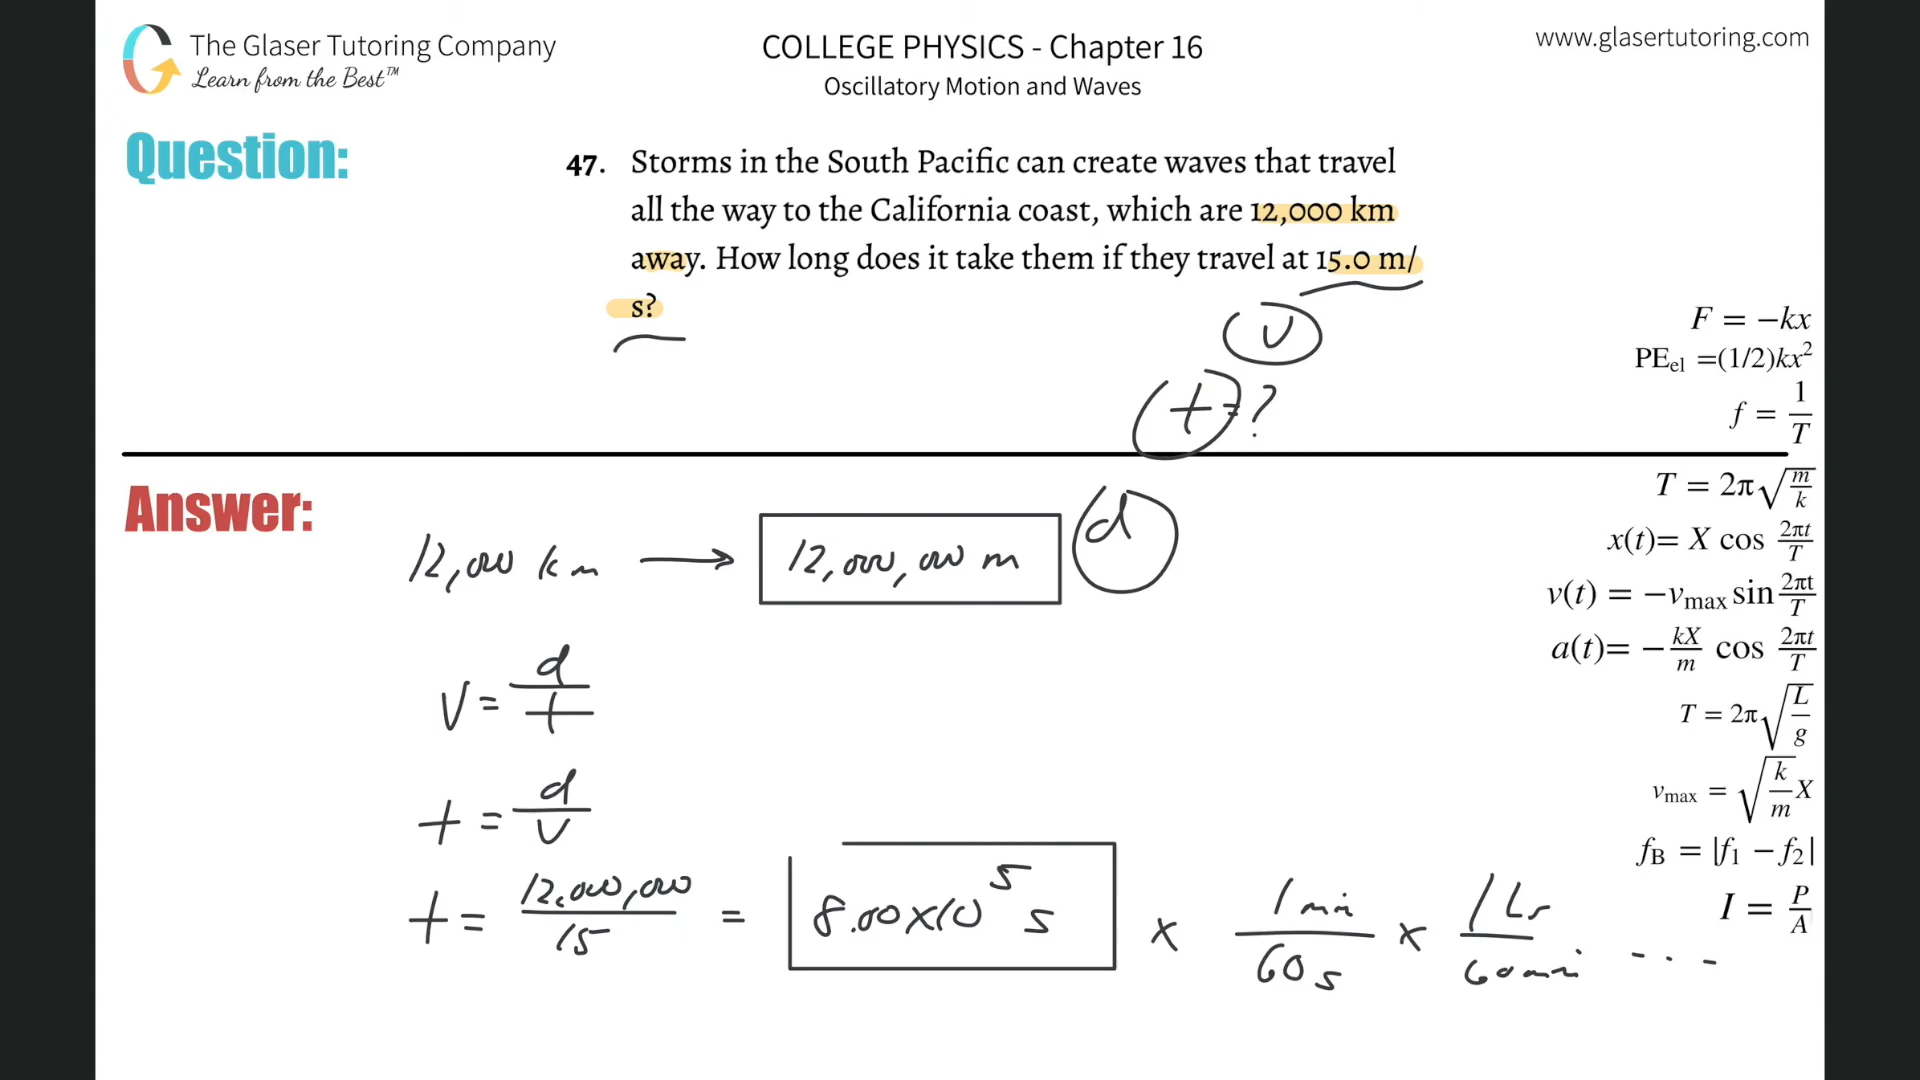 The Glaser Tutoring Company
Learn from the Best™
COLLEGE PHYSICS - Chapter 16
Oscillatory Motion and Waves
www.glasertutoring.com
Question:
47. Storms in the South Pacific can create waves that travel
all the way to the California coast, which are 12,000 km
away. How long does it take them if they travel at 15.0 m/
s?
v
t = ?
F = −kx
PEel =(1/2)kx²
f = 1/T
Answer:
12,000 km → 12,000,000 m d
v = d/t
t = d/v
t = 12,000,000/15 = 8.00x10⁵ s x 1 min/60 s x 1 hr/60 min ...
T = 2π√(m/k)
x(t)= X cos 2πt/T
v(t) = −vmax sin 2πt/T
a(t)= − kX/m cos 2πt/T
T = 2π√(L/g)
vmax = √(k/m)X
fB = |f1 − f2|
I = P/A